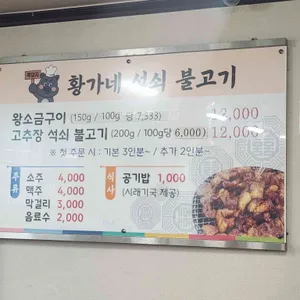 황가네 석쇠 불고기
왕소금구이 (150g / 100g 당 7,333) 12,000
고추장 석쇠 불고기 (200g / 100g당 6,000) 12,000
※ 첫 주문 시 : 기본 3인분~ / 추가 2인분~
주류
소주 4,000
맥주 4,000
막걸리 3,000
음료수 2,000
식사
공기밥 1,000
(시래기국 제공)